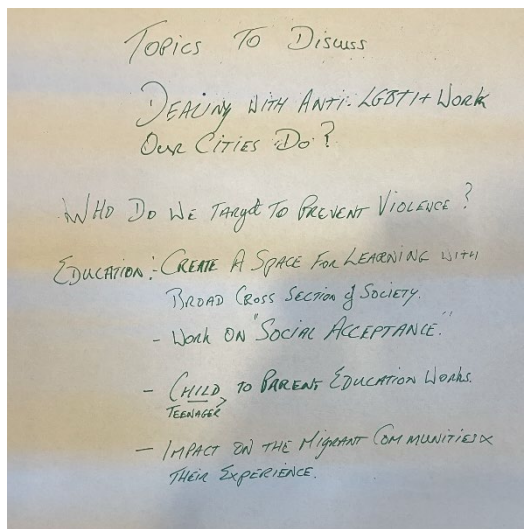 Topics To Discuss
Dealing With Anti-LGBTI+ Work
Our Cities Do?
Who Do We Target To Prevent Violence?
Education: Create A Space For Learning with
Broad Cross Section of Society.
- Work on "Social Acceptance."
- Child to Parent Education Works.
Teenager
- Impact on the Migrant Communities &
Their Experience.